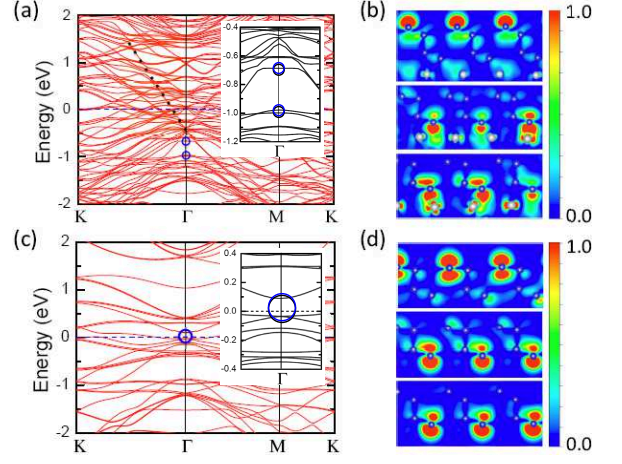 (a)
2
1
0
-1
-2
Energy (eV)
K Γ M K
-0.4
-0.6
-0.8
-1.0
-1.2
Γ
(b)
1.0
0.0
(c)
2
1
0
-1
-2
Energy (eV)
K Γ M K
0.4
0.2
0.0
-0.2
-0.4
Γ
(d)
1.0
0.0